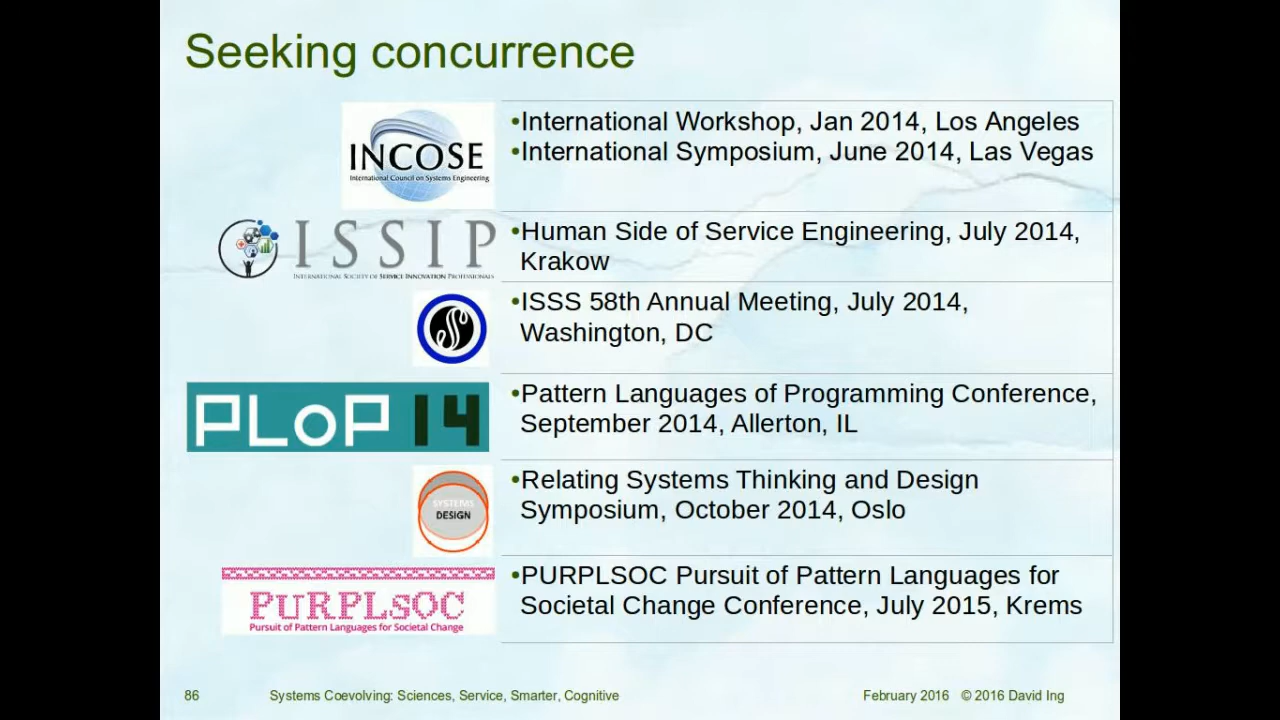 Seeking concurrence
INCOSE
International Council on Systems Engineering
•International Workshop, Jan 2014, Los Angeles
•International Symposium, June 2014, Las Vegas
ISSIP
INTERNATIONAL SOCIETY OF SERVICE INNOVATION PROFESSIONALS
•Human Side of Service Engineering, July 2014,
Krakow
•ISSS 58th Annual Meeting, July 2014,
Washington, DC
PLoP 14
•Pattern Languages of Programming Conference,
September 2014, Allerton, IL
SYSTEMS
DESIGN
•Relating Systems Thinking and Design
Symposium, October 2014, Oslo
PURPLSOC
Pursuit of Pattern Languages for Societal Change
•PURPLSOC Pursuit of Pattern Languages for
Societal Change Conference, July 2015, Krems
86 Systems Coevolving: Sciences, Service, Smarter, Cognitive February 2016 © 2016 David Ing